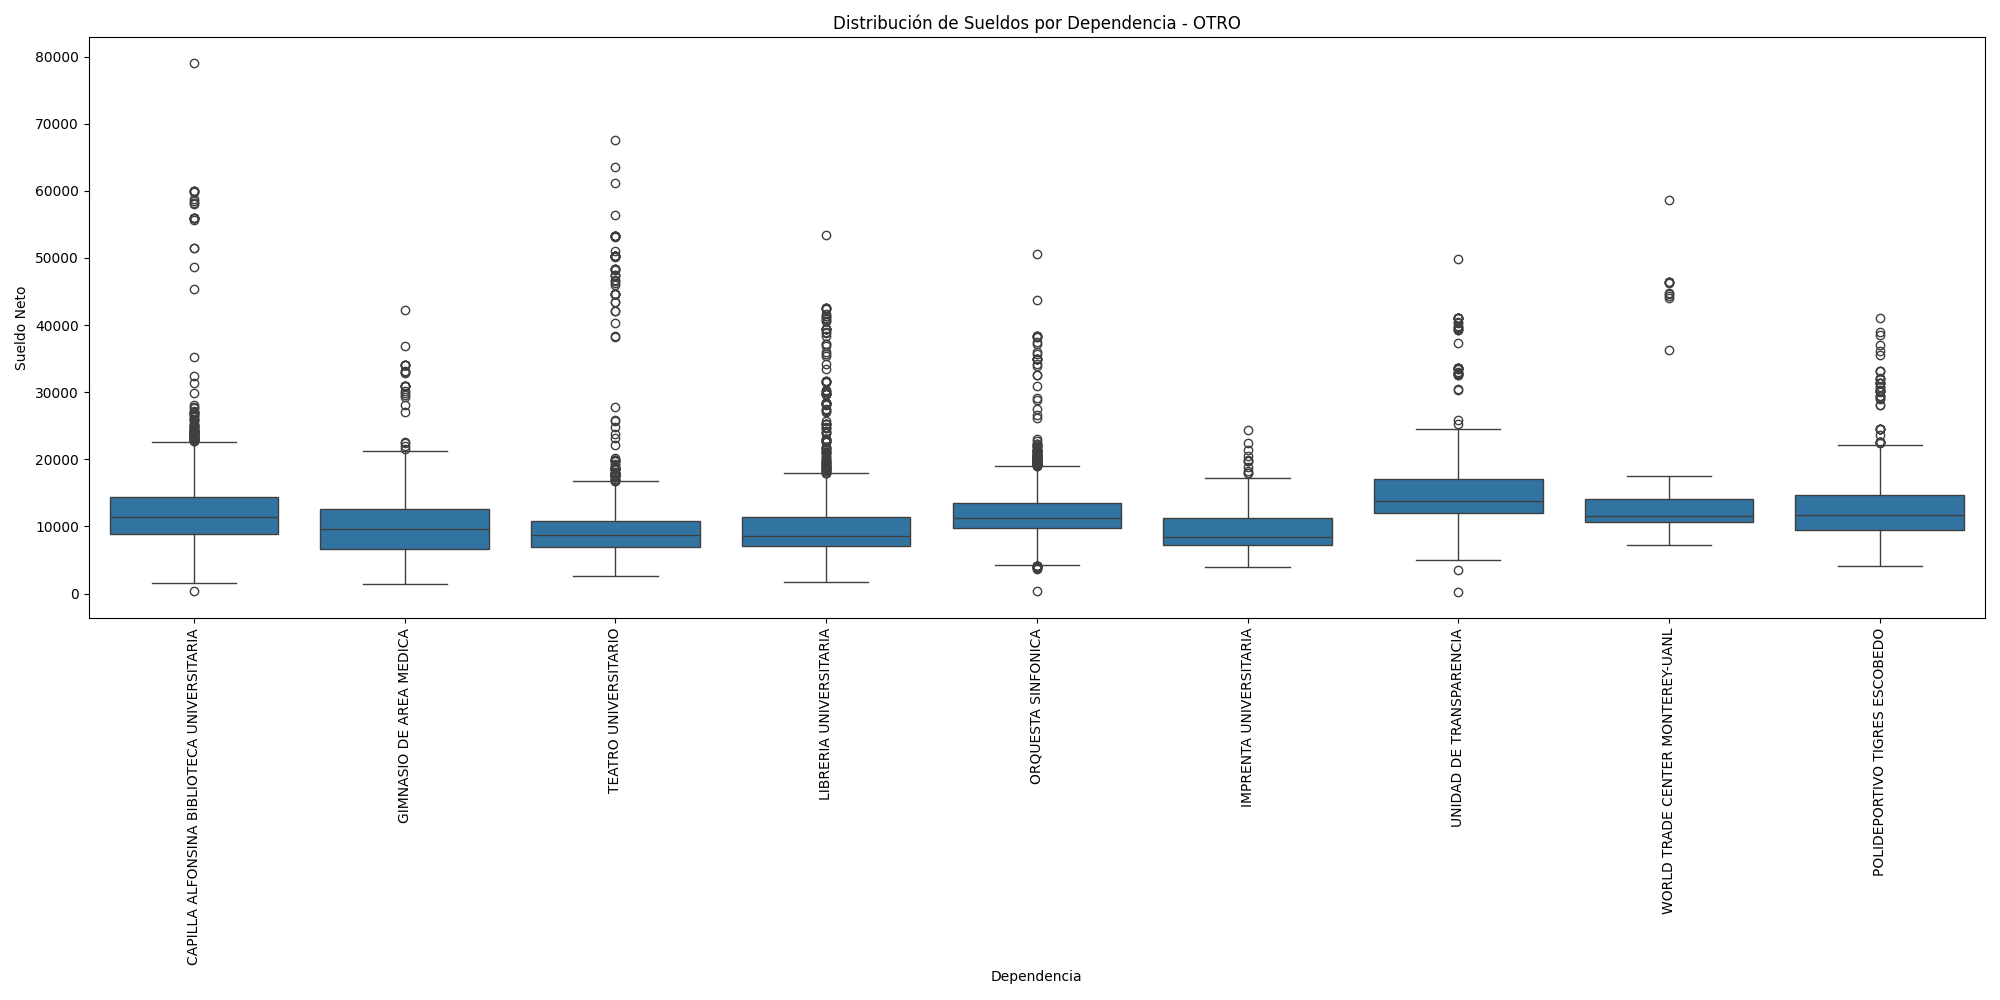 Distribución de Sueldos por Dependencia - OTRO
Sueldo Neto
80000
70000
60000
50000
40000
30000
20000
10000
0
CAPILLA ALFONSINA BIBLIOTECA UNIVERSITARIA
GIMNASIO DE AREA MEDICA
TEATRO UNIVERSITARIO
LIBRERIA UNIVERSITARIA
ORQUESTA SINFONICA
IMPRENTA UNIVERSITARIA
UNIDAD DE TRANSPARENCIA
WORLD TRADE CENTER MONTEREY-UANL
POLIDEPORTIVO TIGRES ESCOBEDO
Dependencia